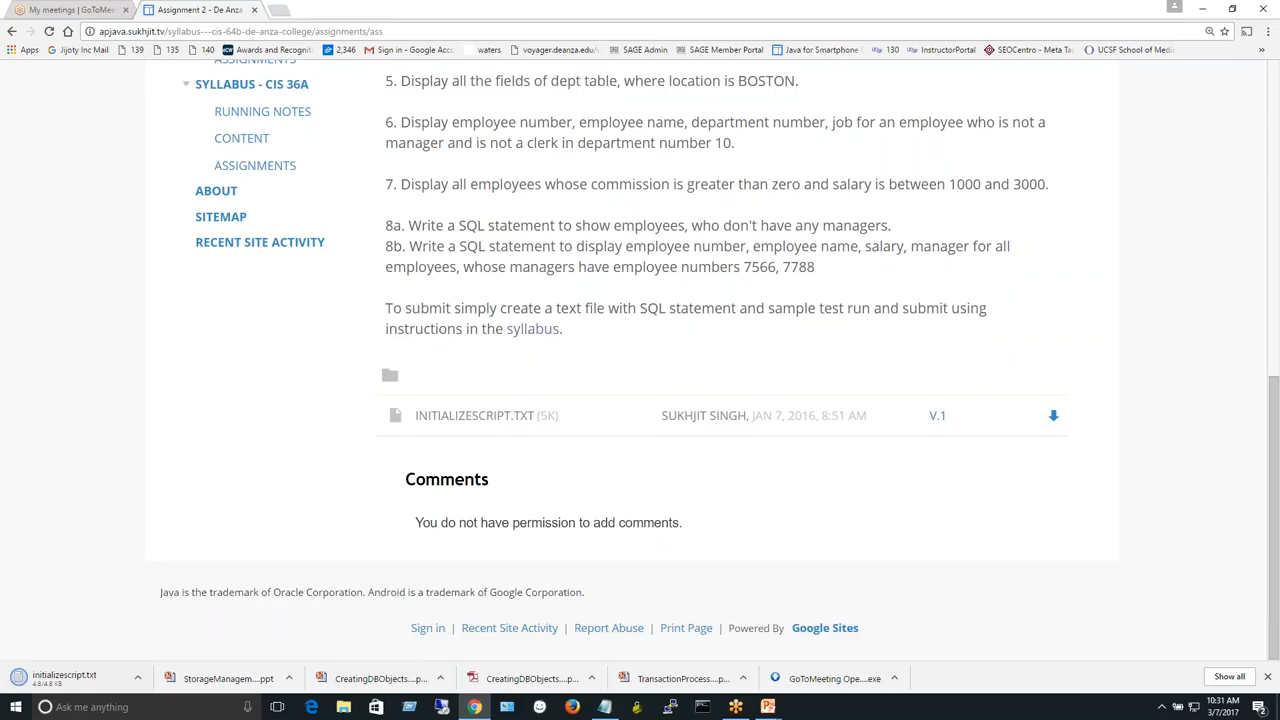 My meetings | GoToMee
Assignment 2 - De Anza
apjava.sukhjit.tv/syllabus---cis-64b-de-anza-college/assignments/ass
Apps
Jijoty Inc Mail
139
135
140
Awards and Recognit
2,346
Sign in - Google Acc
waters
voyager.deanza.edu/
SAGE Admin
SAGE Member Portal
Java for Smartphone
130
InstructorPortal
SEOCentro - Meta Ta
UCSF School of Medi
»
ASSIGNMENTS
SYLLABUS - CIS 36A
RUNNING NOTES
CONTENT
ASSIGNMENTS
ABOUT
SITEMAP
RECENT SITE ACTIVITY
5. Display all the fields of dept table, where location is BOSTON.
6. Display employee number, employee name, department number, job for an employee who is not a
manager and is not a clerk in department number 10.
7. Display all employees whose commission is greater than zero and salary is between 1000 and 3000.
8a. Write a SQL statement to show employees, who don't have any managers.
8b. Write a SQL statement to display employee number, employee name, salary, manager for all
employees, whose managers have employee numbers 7566, 7788
To submit simply create a text file with SQL statement and sample test run and submit using
instructions in the syllabus.
INITIALIZESCRIPT.TXT (5K)
SUKHJIT SINGH, JAN 7, 2016, 8:51 AM
V.1
Comments
You do not have permission to add comments.
Java is the trademark of Oracle Corporation. Android is a trademark of Google Corporation.
Sign in | Recent Site Activity | Report Abuse | Print Page | Powered By Google Sites
initializescript.txt
4.8/4.8 KB
StorageManagem....ppt
CreatingDBObjects....p...
CreatingDBObjects....p...
TransactionProcess....p...
GoToMeeting Ope....exe
Show all
Ask me anything
10:31 AM
3/7/2017